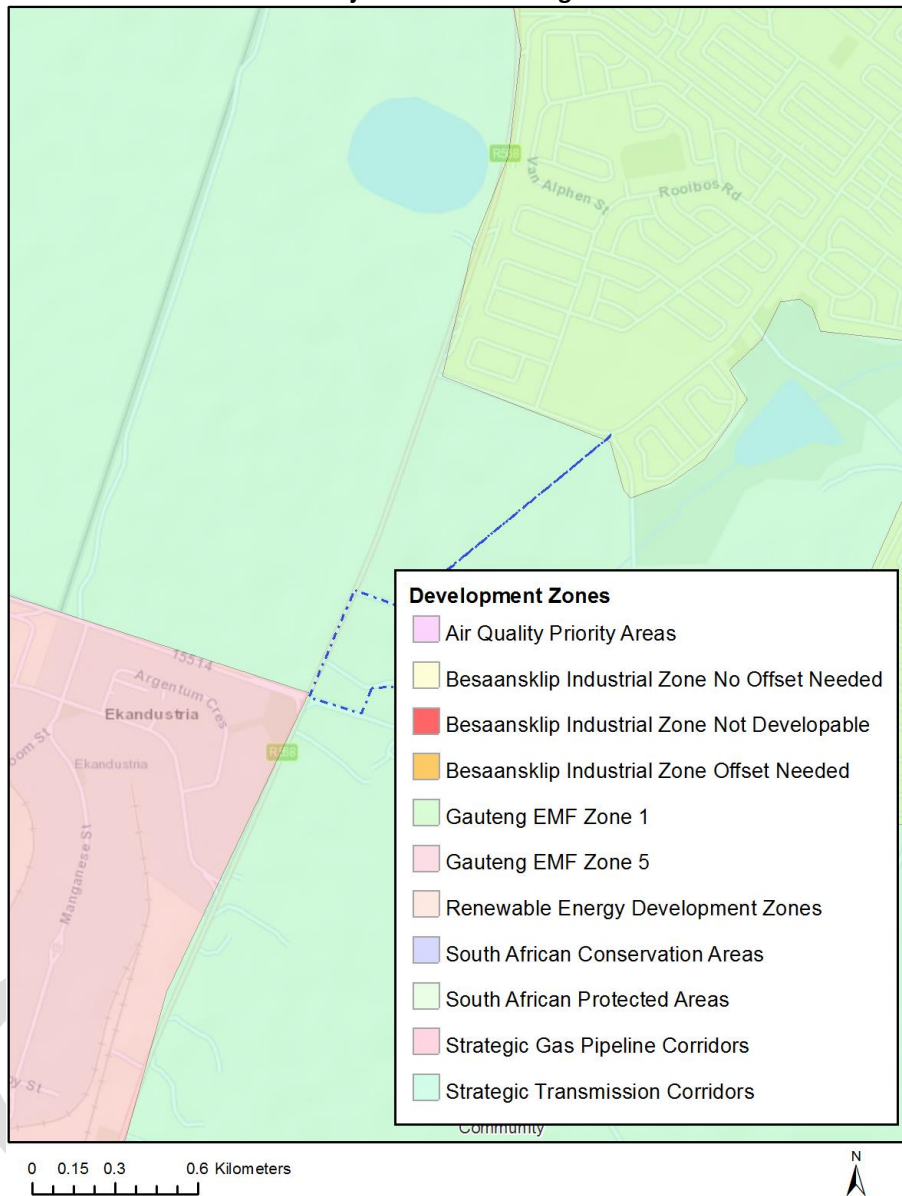 R568
Van Alphen St
Rooibos Rd
15514
Argentum Cres
Ekandustria
Ekandustria
R568
Manganese St
Development Zones
Air Quality Priority Areas
Besaansklip Industrial Zone No Offset Needed
Besaansklip Industrial Zone Not Developable
Besaansklip Industrial Zone Offset Needed
Gauteng EMF Zone 1
Gauteng EMF Zone 5
Renewable Energy Development Zones
South African Conservation Areas
South African Protected Areas
Strategic Gas Pipeline Corridors
Strategic Transmission Corridors
Community
0 0.15 0.3 0.6 Kilometers
N